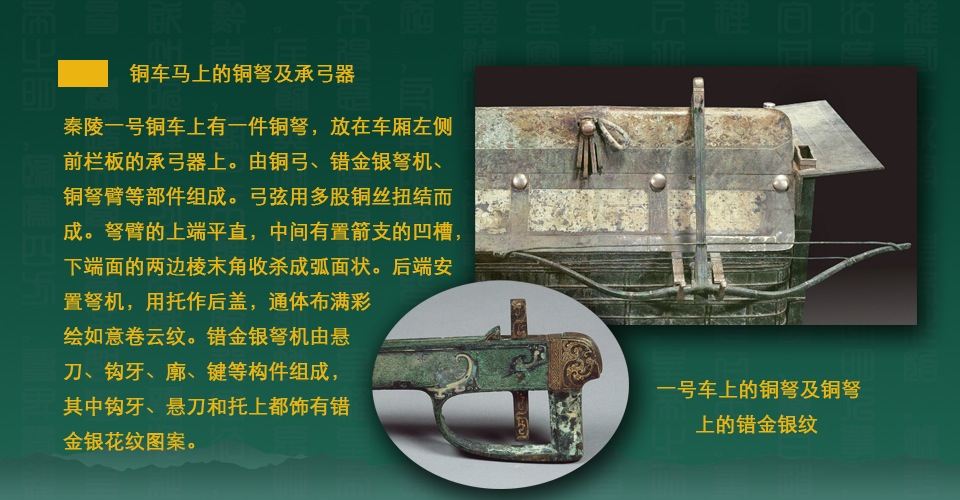 铜车马上的铜弩及承弓器
秦陵一号铜车上有一件铜弩，放在车厢左侧
前栏板的承弓器上。由铜弓、错金银弩机、
铜弩臂等部件组成。弓弦用多股铜丝扭结而
成。弩臂的上端平直，中间有置箭支的凹槽，
下端面的两边棱末角收杀成弧面状。后端安
置弩机，用托作后盖，通体布满彩
绘如意卷云纹。错金银弩机由悬
刀、钩牙、廓、键等构件组成，
其中钩牙、悬刀和托上都饰有错
金银花纹图案。
一号车上的铜弩及铜弩
上的错金银纹